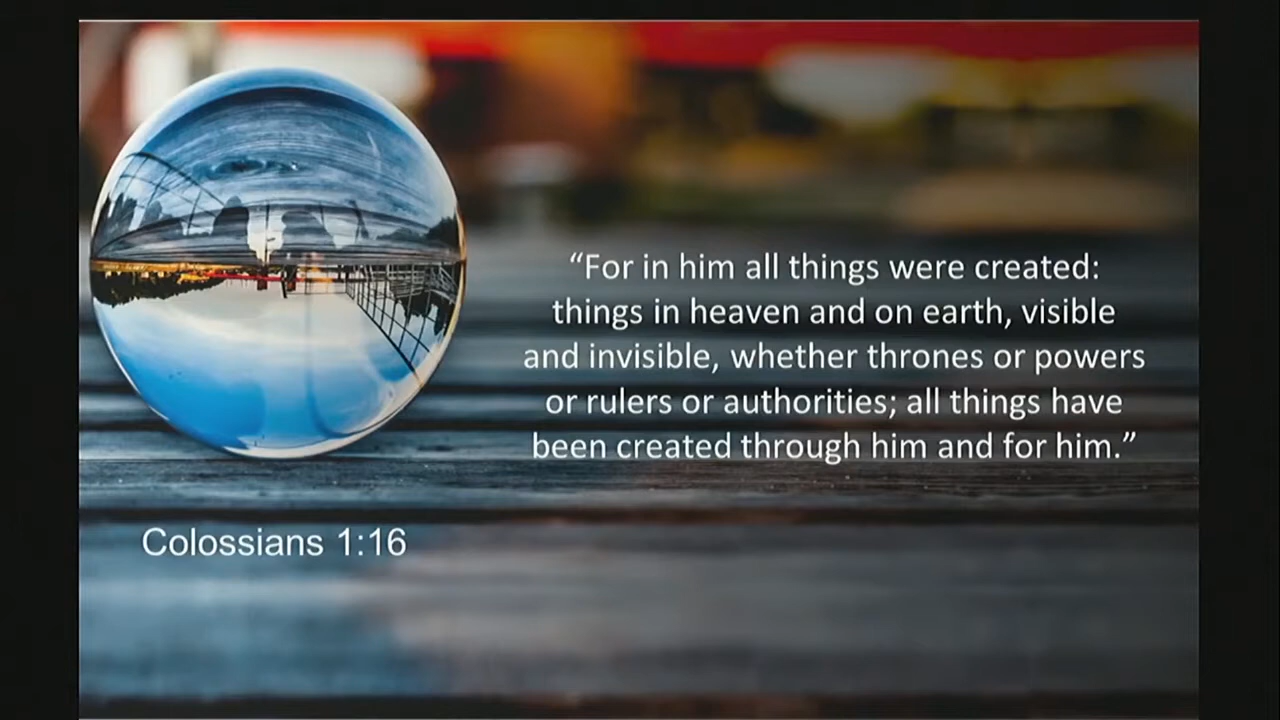 “For in him all things were created:
things in heaven and on earth, visible
and invisible, whether thrones or powers
or rulers or authorities; all things have
been created through him and for him.”
Colossians 1:16